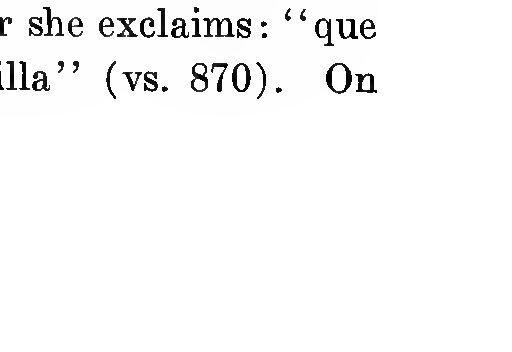 r she exclaims: “que
illa” (vs. 870). On